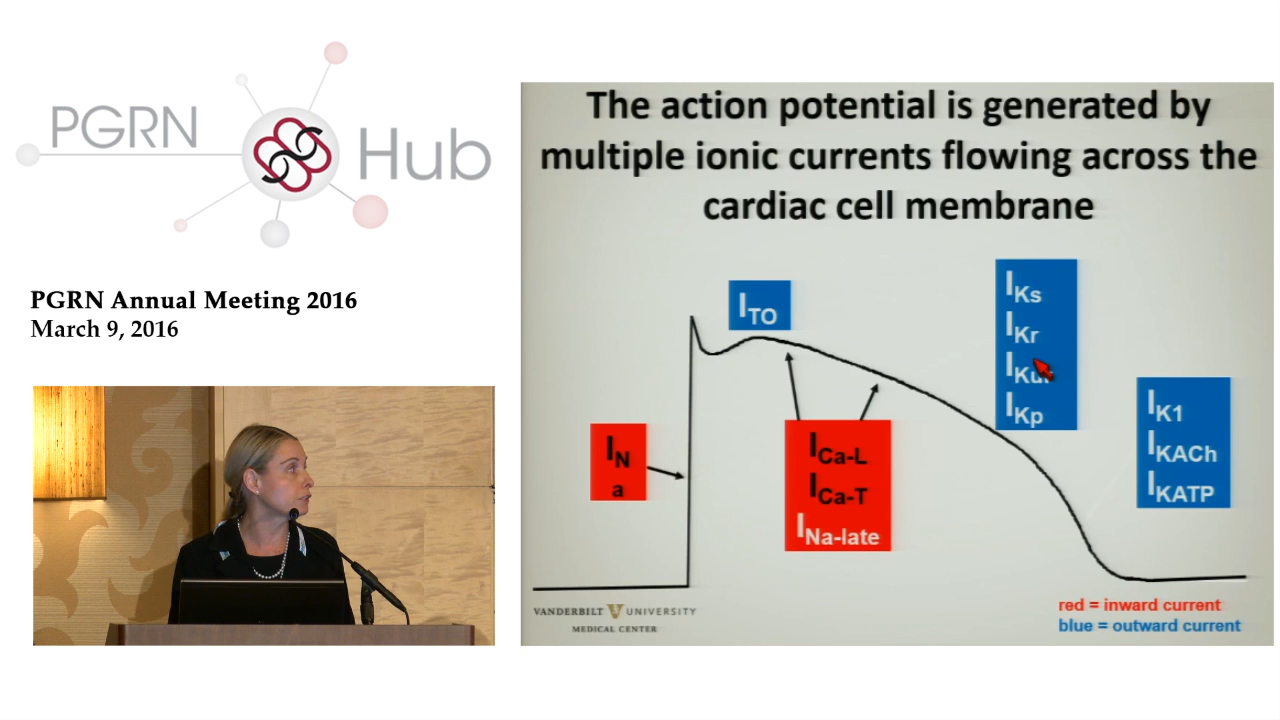 PGRN
Hub
PGRN Annual Meeting 2016
March 9, 2016
The action potential is generated by
multiple ionic currents flowing across the
cardiac cell membrane
ITO
IKs
IKr
IKur
IKp
IN
a
ICa-L
ICa-T
INa-late
IK1
IKACh
IKATP
VANDERBILT V UNIVERSITY
MEDICAL CENTER
red = inward current
blue = outward current